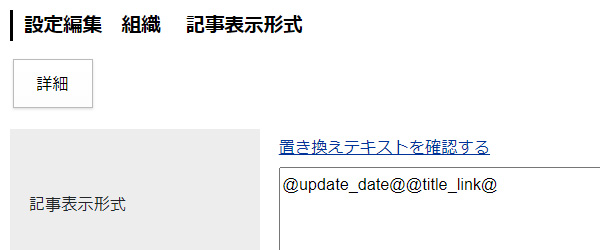 設定編集　組織　記事表示形式
詳細
置き換えテキストを確認する
記事表示形式
@update_date@@title_link@